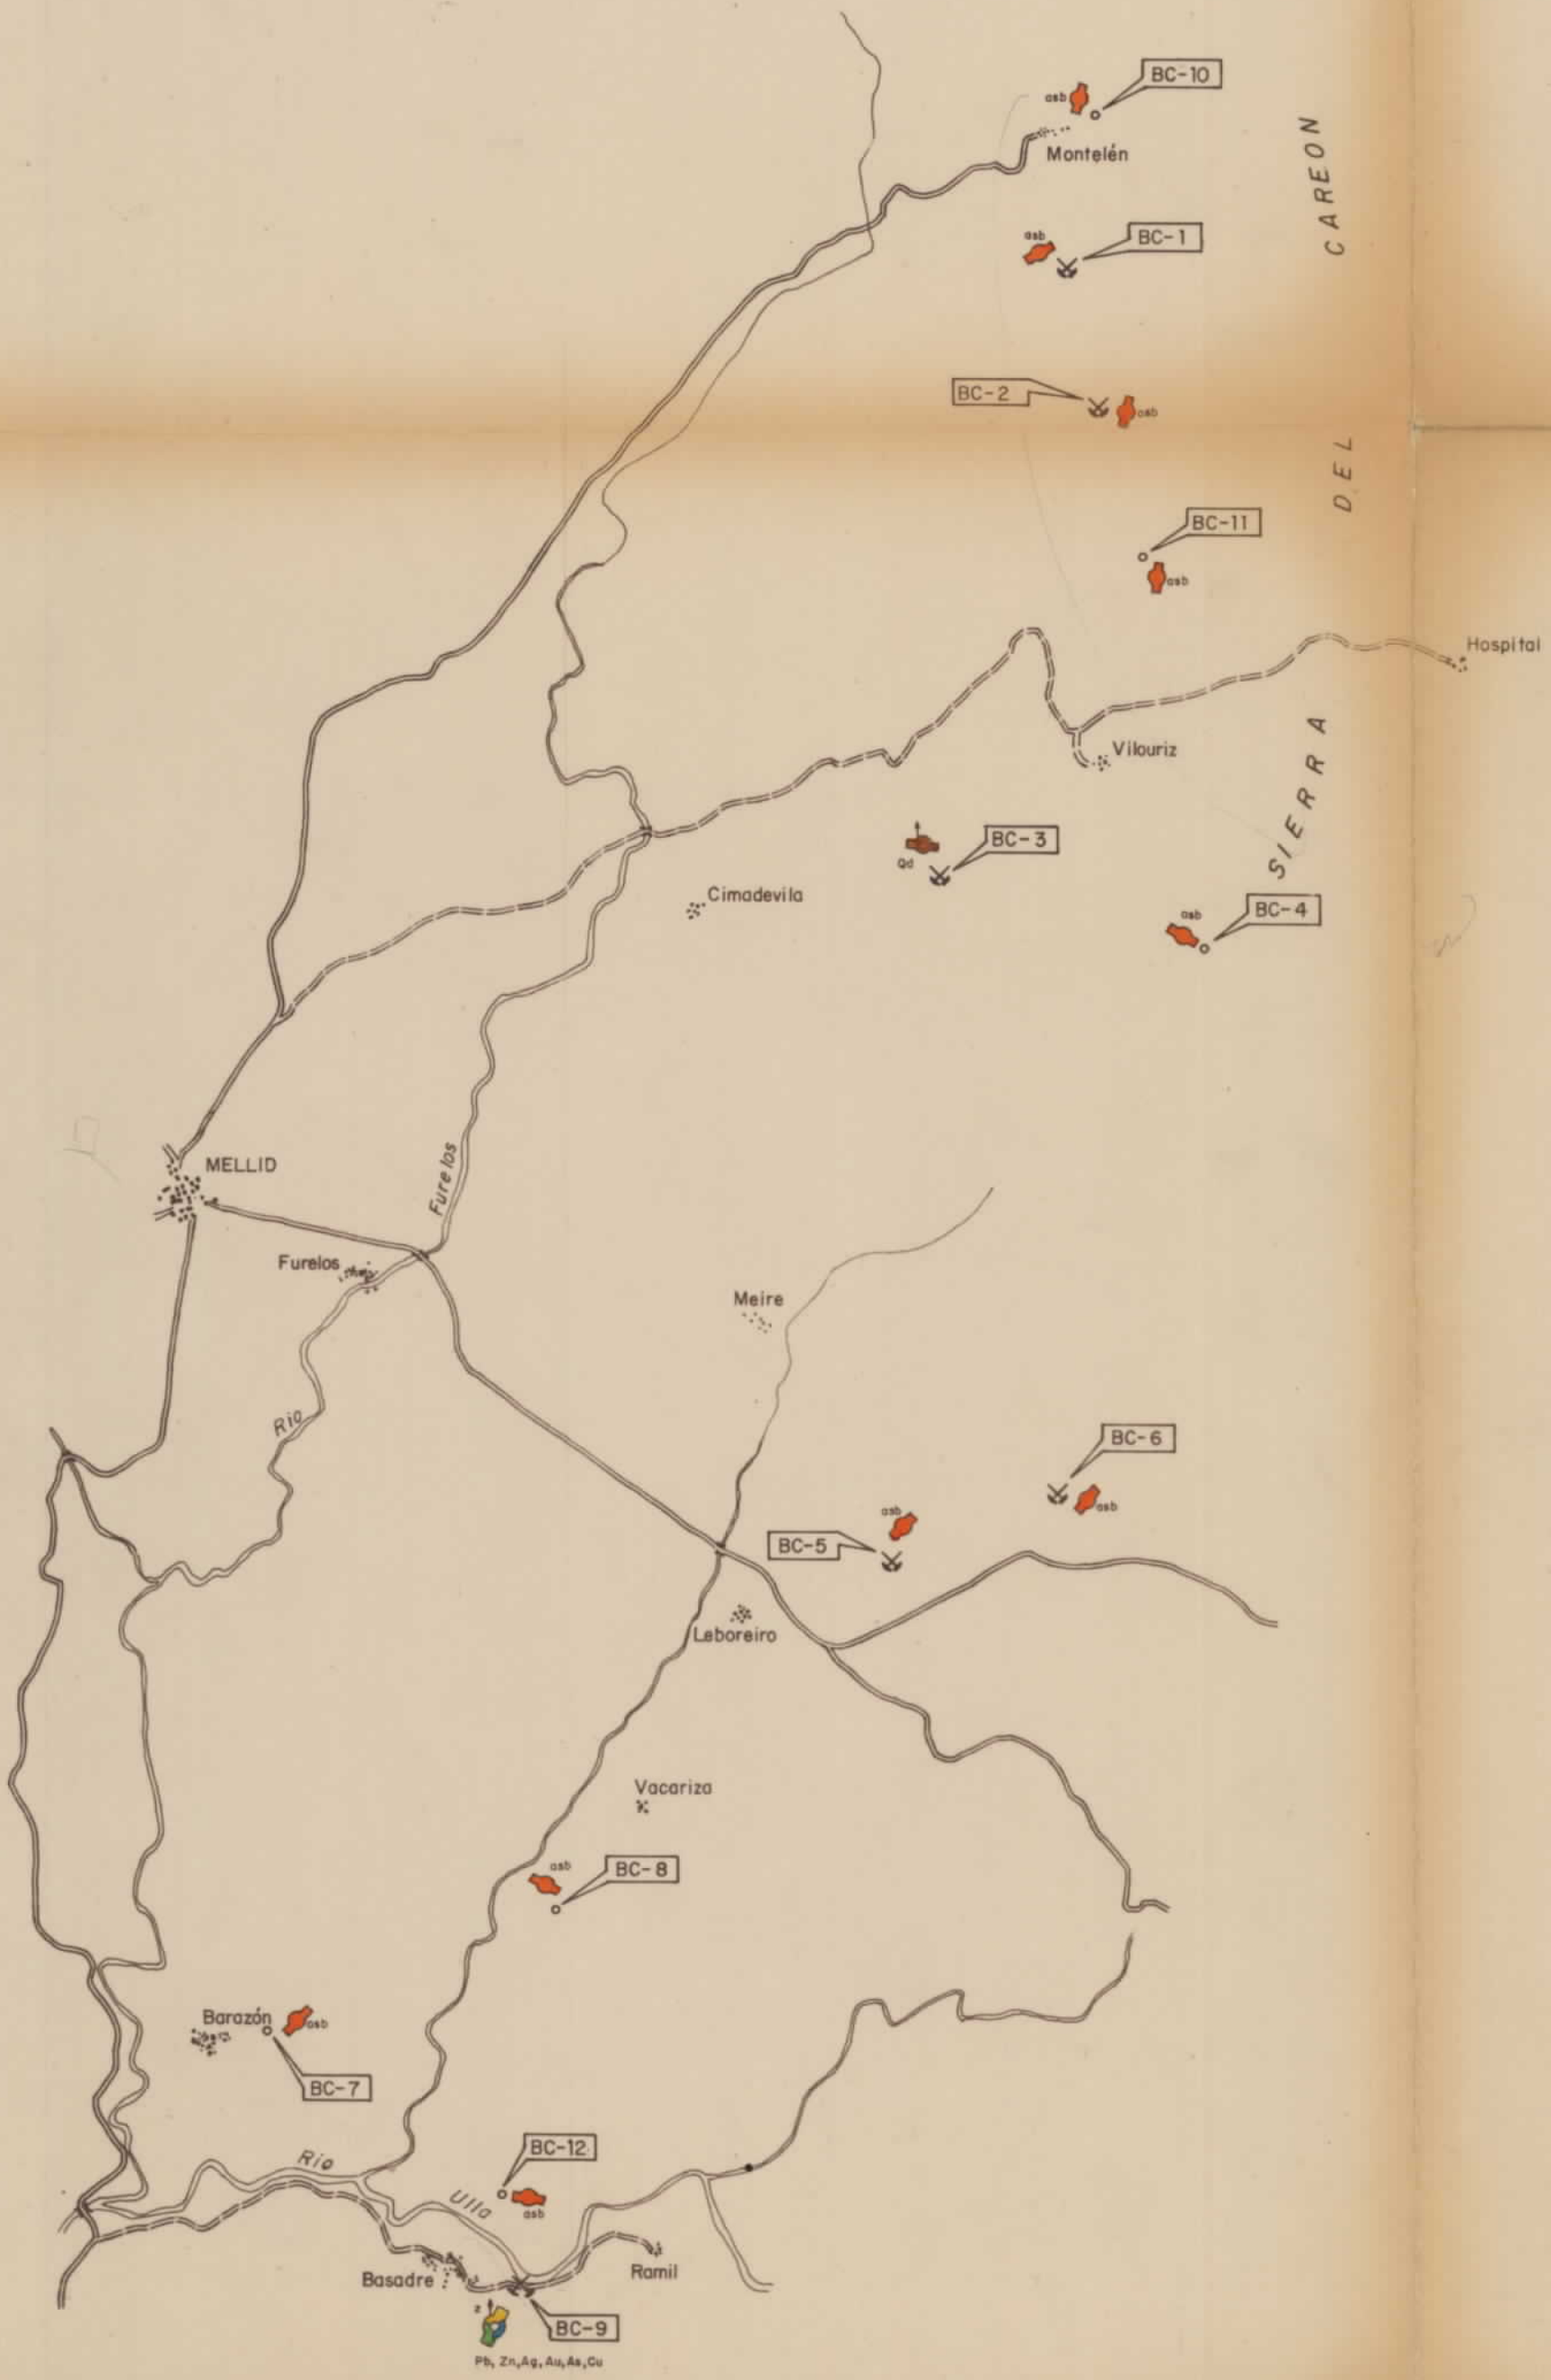 BC-10
asb
Montelén
CAREON
asb
BC-1
BC-2
asb
DEL
BC-11
asb
Hospital
Vilouriz
SIERRA
BC-3
Qd
Cimadevila
asb
BC-4
MELLID
Furelos
Furelos
Meire
Rio
BC-6
asb
asb
BC-5
Leboreiro
Vacariza
asb
BC-8
Barazón
asb
BC-7
BC-12
Rio
Ulla
asb
Basadre
Ramil
z
BC-9
Pb, Zn, Ag, Au, As, Cu